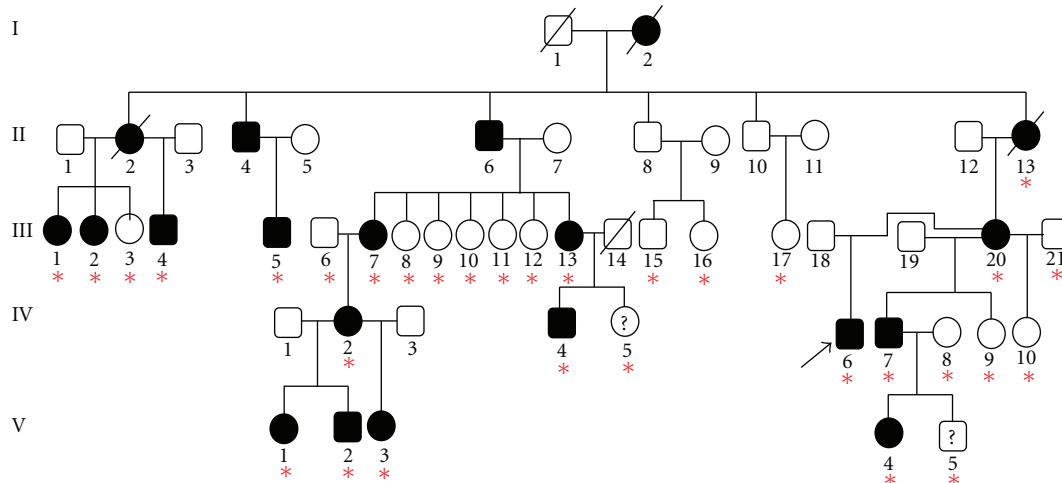 I
1 2
II
1 2 3 4 5 6 7 8 9 10 11 12 13
*
III
1 2 3 4 5 6 7 8 9 10 11 12 13 14 15 16 17 18 19 20 21
* * * * * * * * * * * * * * * * * *
IV
1 2 3 4 ? 5 6 7 8 9 10
* * * * * * * *
V
1 2 3 4 ? 5
* * * * *